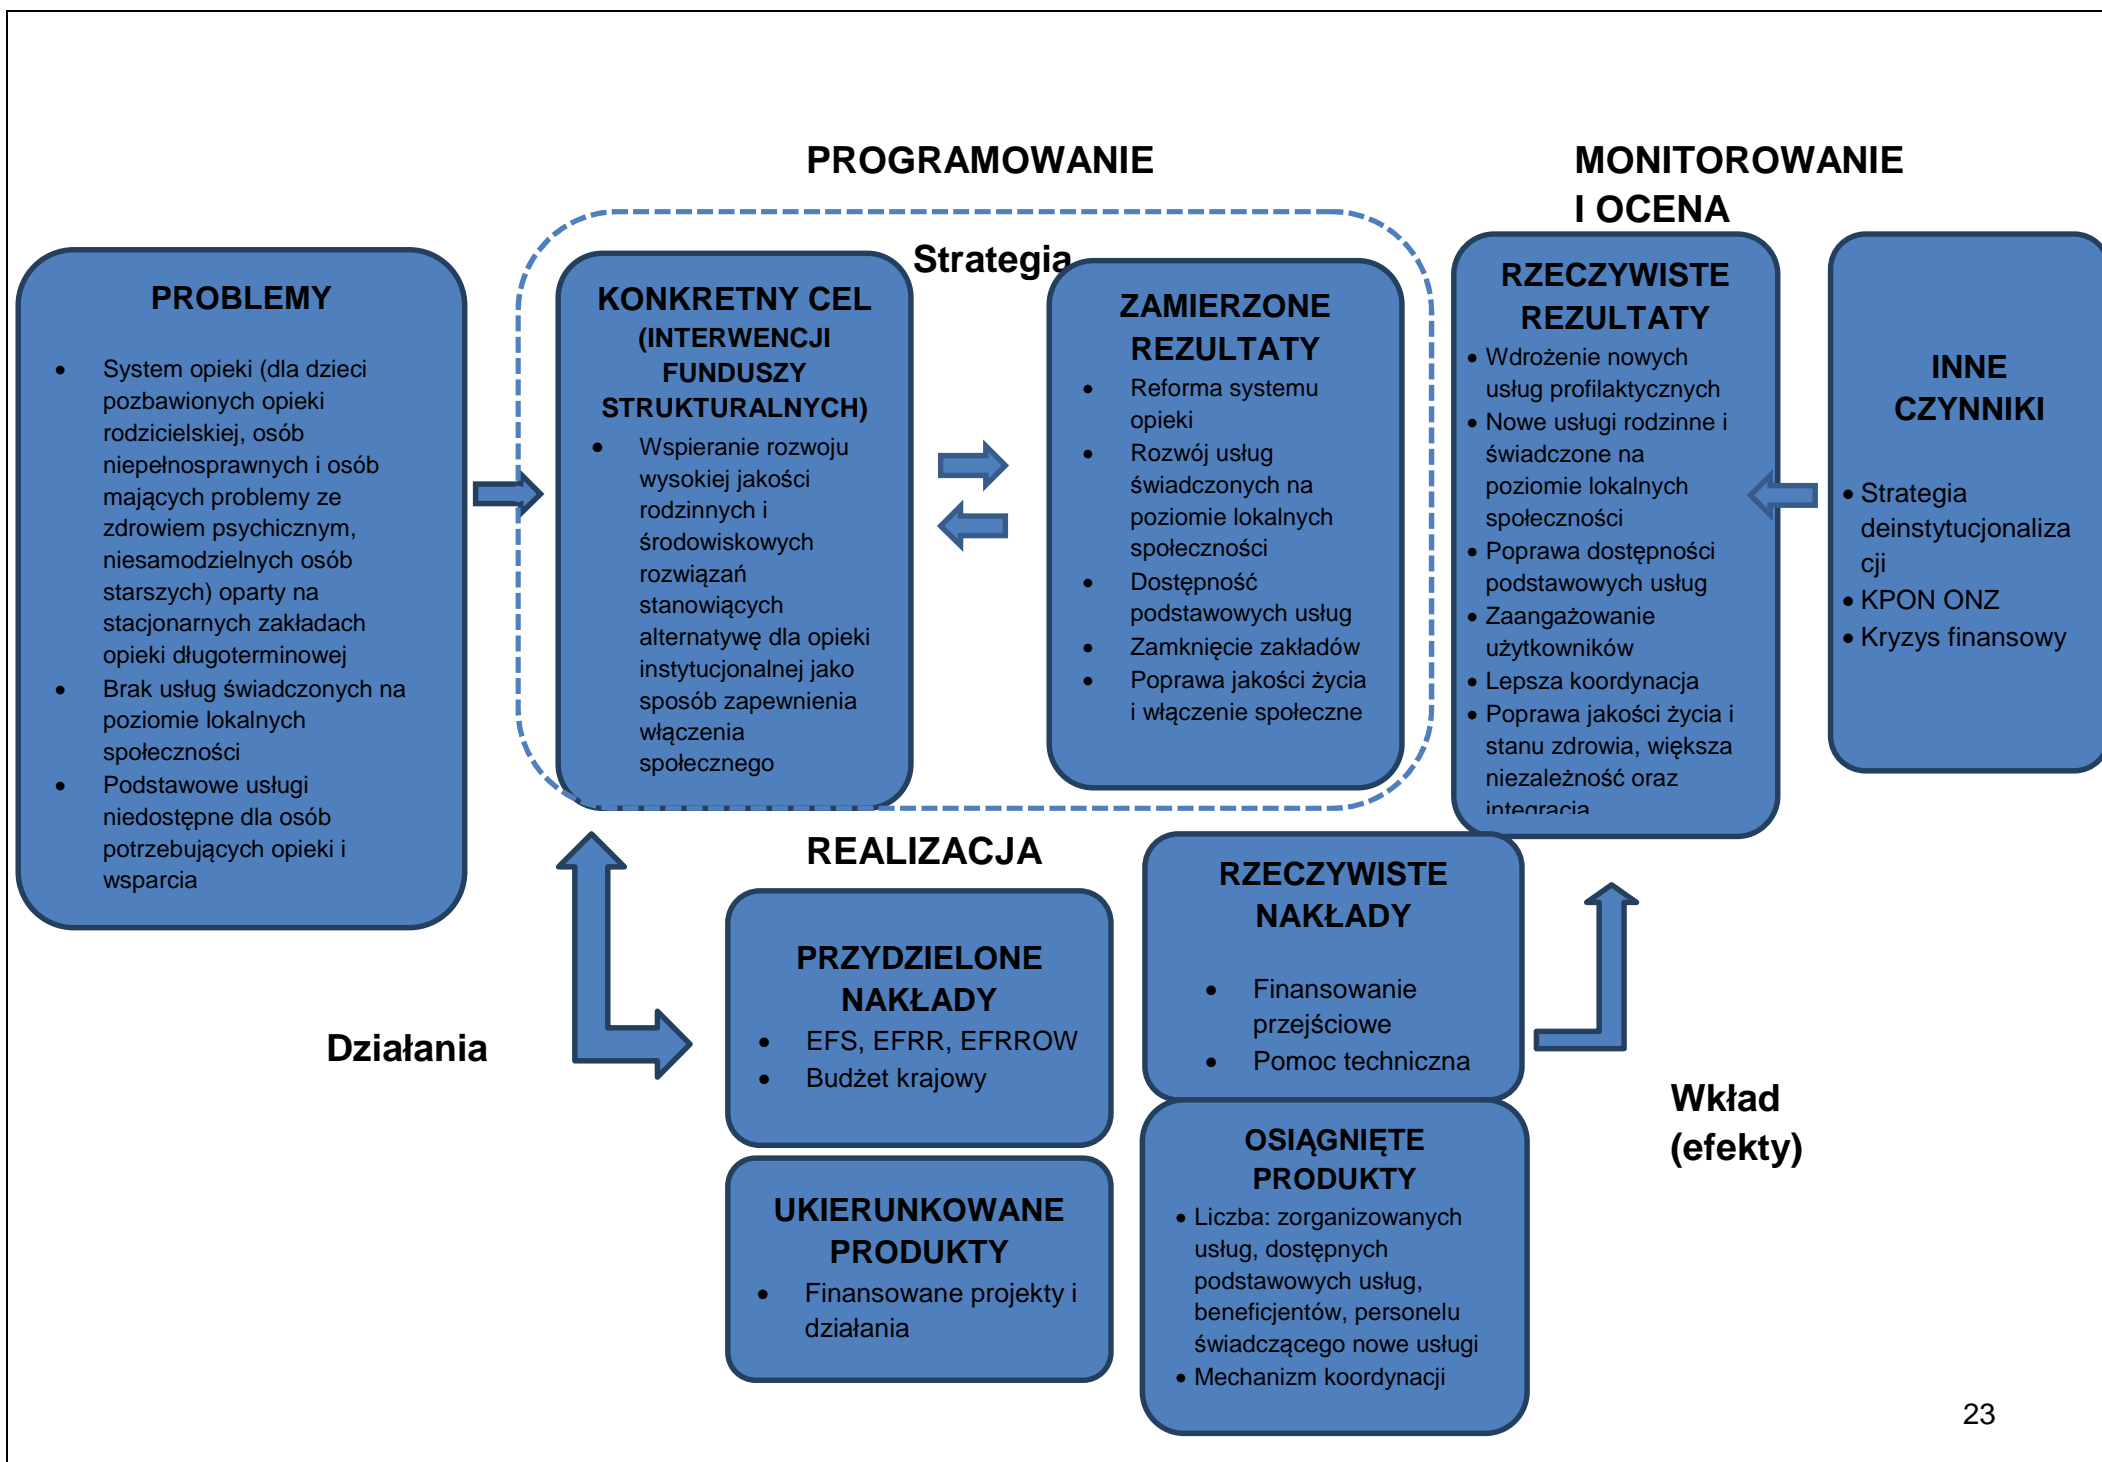 PROGRAMOWANIE
MONITOROWANIE
I OCENA
Strategia
PROBLEMY
• System opieki (dla dzieci
pozbawionych opieki
rodzicielskiej, osób
niepełnosprawnych i osób
mających problemy ze
zdrowiem psychicznym,
niesamodzielnych osób
starszych) oparty na
stacjonarnych zakładach
opieki długoterminowej
• Brak usług świadczonych na
poziomie lokalnych
społeczności
• Podstawowe usługi
niedostępne dla osób
potrzebujących opieki i
wsparcia
KONKRETNY CEL
(INTERWENCJI
FUNDUSZY
STRUKTURALNYCH)
• Wspieranie rozwoju
wysokiej jakości
rodzinnych i
środowiskowych
rozwiązań
stanowiących
alternatywę dla opieki
instytucjonalnej jako
sposób zapewnienia
włączenia
społecznego
ZAMIERZONE
REZULTATY
• Reforma systemu
opieki
• Rozwój usług
świadczonych na
poziomie lokalnych
społeczności
• Dostępność
podstawowych usług
• Zamknięcie zakładów
• Poprawa jakości życia
i włączenie społeczne
RZECZYWISTE
REZULTATY
• Wdrożenie nowych
usług profilaktycznych
• Nowe usługi rodzinne i
świadczone na
poziomie lokalnych
społeczności
• Poprawa dostępności
podstawowych usług
• Zaangażowanie
użytkowników
• Lepsza koordynacja
• Poprawa jakości życia i
stanu zdrowia, większa
niezależność oraz
integracja
INNE
CZYNNIKI
• Strategia
deinstytucjonaliza
cji
• KPON ONZ
• Kryzys finansowy
REALIZACJA
Działania
PRZYDZIELONE
NAKŁADY
• EFS, EFRR, EFRROW
• Budżet krajowy
UKIERUNKOWANE
PRODUKTY
• Finansowane projekty i
działania
RZECZYWISTE
NAKŁADY
• Finansowanie
przejściowe
• Pomoc techniczna
OSIĄGNIĘTE
PRODUKTY
• Liczba: zorganizowanych
usług, dostępnych
podstawowych usług,
beneficjentów, personelu
świadczącego nowe usługi
• Mechanizm koordynacji
Wkład
(efekty)
23